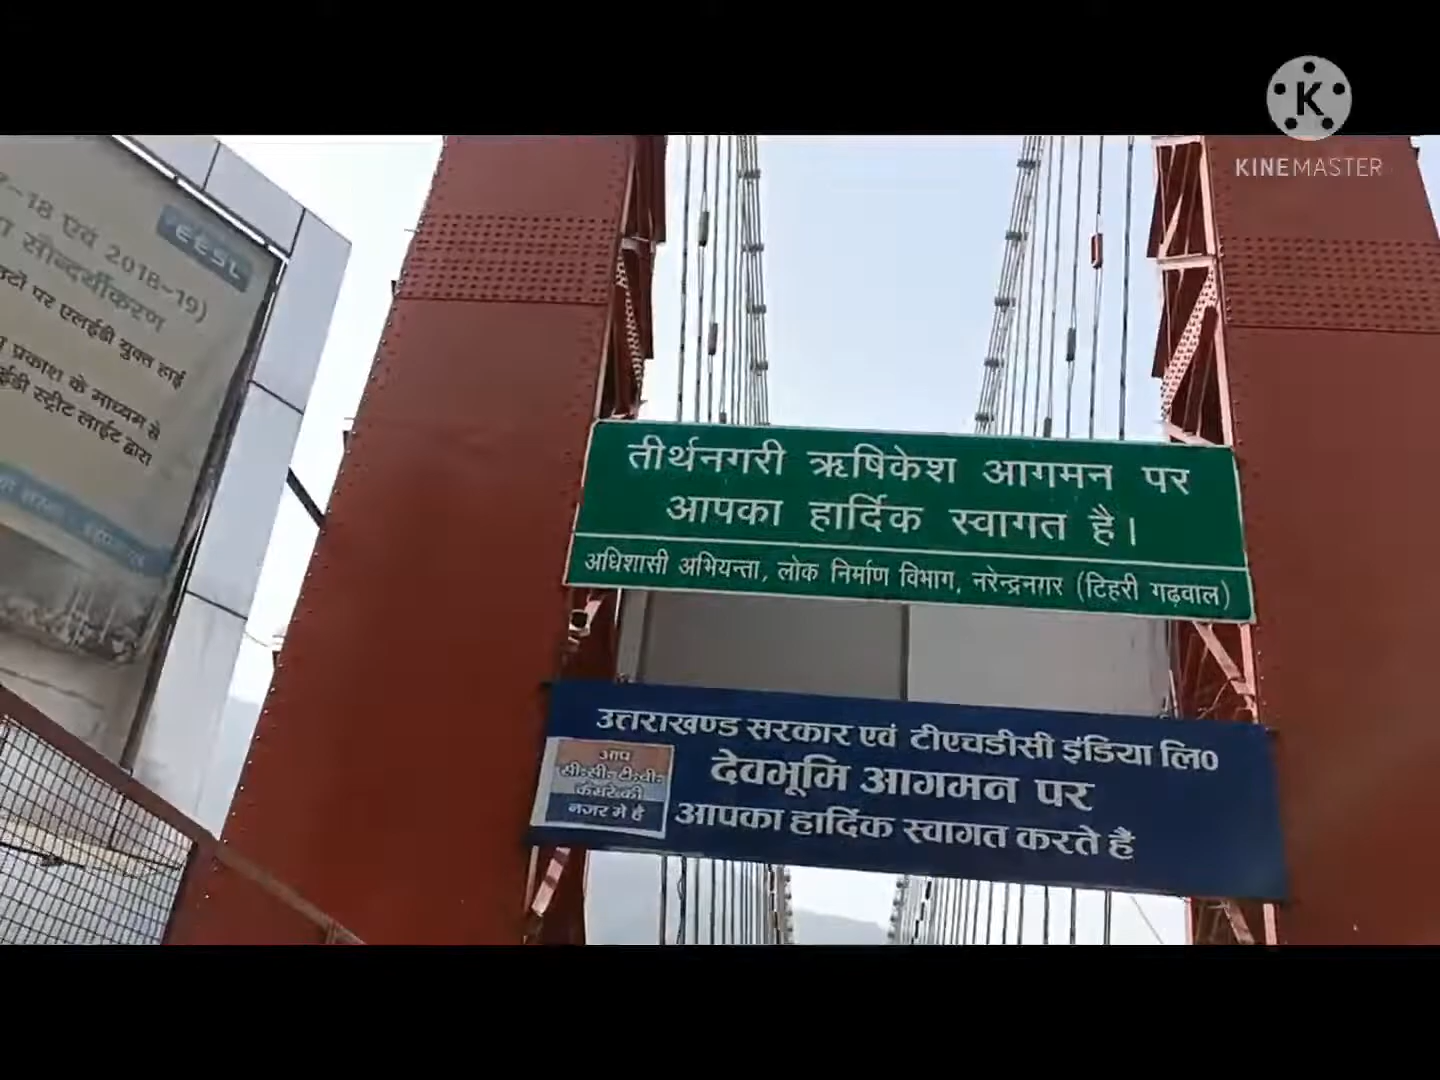 KINEMASTER
-18 एवं 2018-19)
सौन्दर्यीकरण
पर एलईडी युक्त हाई
प्रकाश के माध्यम से
स्ट्रीट लाईट द्वारा
EESL
तीर्थनगरी ऋषिकेश आगमन पर
आपका हार्दिक स्वागत है।
अधिशासी अभियन्ता, लोक निर्माण विभाग, नरेन्द्रनगर (टिहरी गढ़वाल)
उत्तराखण्ड सरकार एवं टीएचडीसी इंडिया लि०
देवभूमि आगमन पर
आपका हार्दिक स्वागत करते हैं
आप
सी.सी.टी.वी.
कैमरे की
नजर में है